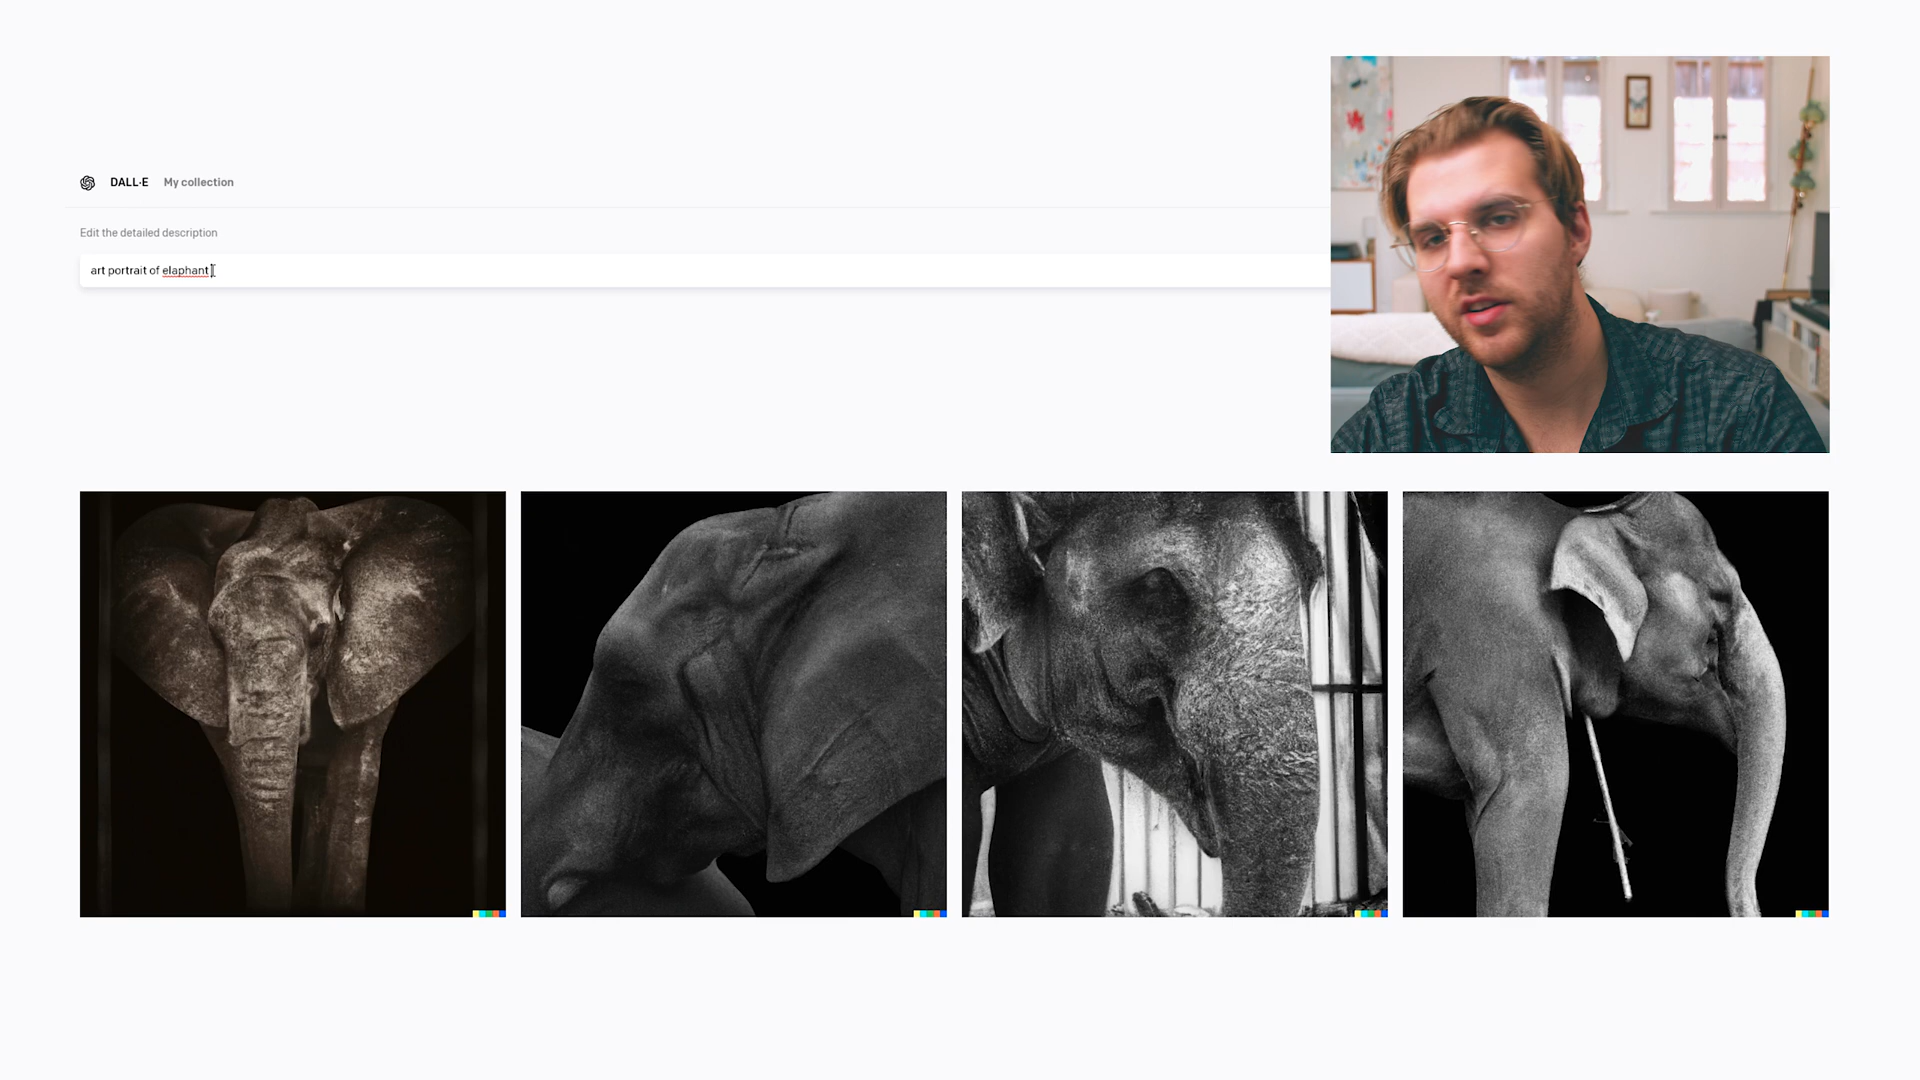 DALL·E My collection
Edit the detailed description
art portrait of elaphant